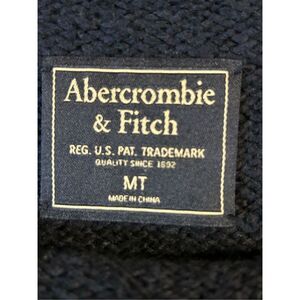 Abercrombie
& Fitch
REG. U.S. PAT. TRADEMARK
QUALITY SINCE 1892
MT
MADE IN CHINA